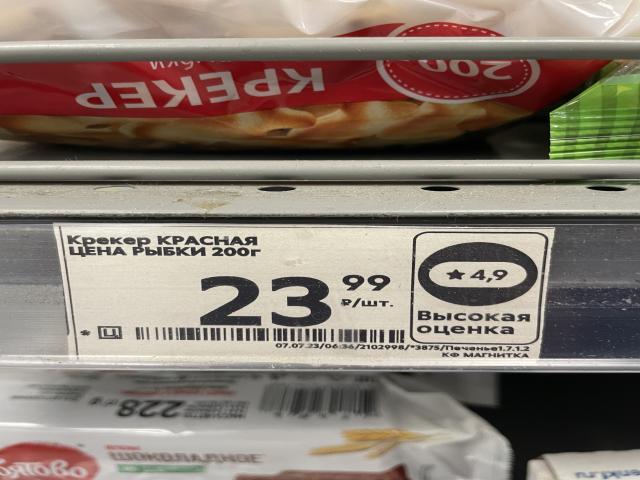 200г
РЫБКИ
КРЕКЕР
Крекер КРАСНАЯ
ЦЕНА РЫБКИ 200г
23 99
₽/шт.
★ 4,9
Высокая
оценка
* Ц
07.07.23/06:36/2102998/*3875/Печенье1.7.1.2
КФ МАГНИТКА
228
ШОКОЛАДНОЕ